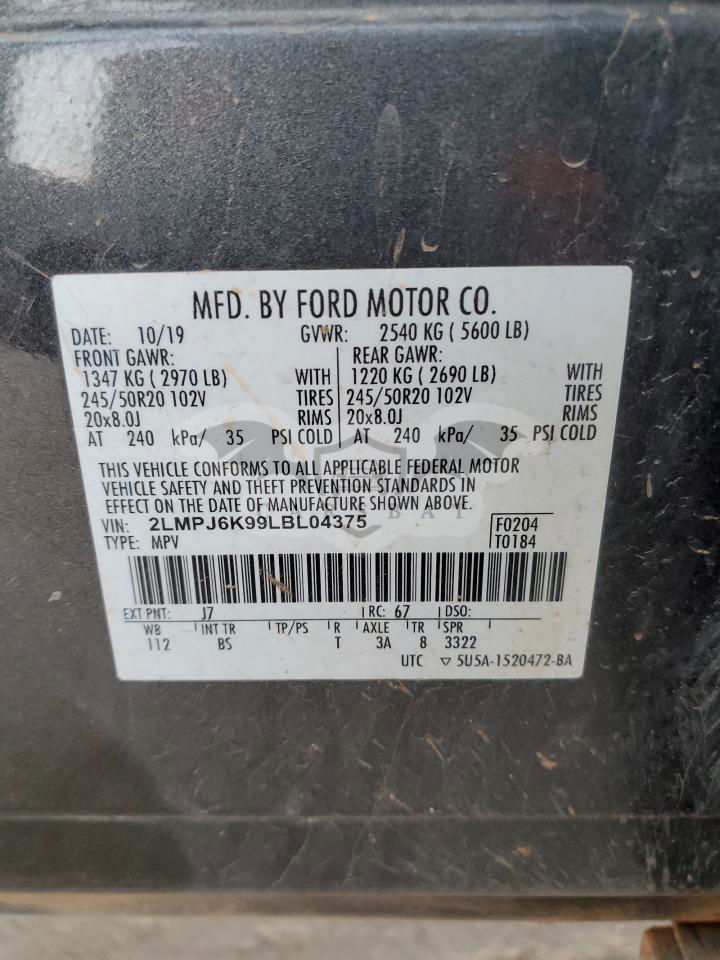 MFD. BY FORD MOTOR CO.
DATE: 10/19 GVWR: 2540 KG ( 5600 LB)
FRONT GAWR: REAR GAWR:
1347 KG ( 2970 LB) WITH 1220 KG ( 2690 LB) WITH
245/50R20 102V TIRES 245/50R20 102V TIRES
20x8.0J RIMS 20x8.0J RIMS
AT 240 kPa/ 35 PSI COLD AT 240 kPa/ 35 PSI COLD
THIS VEHICLE CONFORMS TO ALL APPLICABLE FEDERAL MOTOR
VEHICLE SAFETY AND THEFT PREVENTION STANDARDS IN
EFFECT ON THE DATE OF MANUFACTURE SHOWN ABOVE.
VIN: 2LMPJ6K99LBL04375 F0204
TYPE: MPV T0184
EXT PNT: J7 RC: 67 DSO:
WB INT TR TP/PS R AXLE TR SPR
112 BS T 3A 8 3322
UTC ▽ 5U5A-1520472-BA